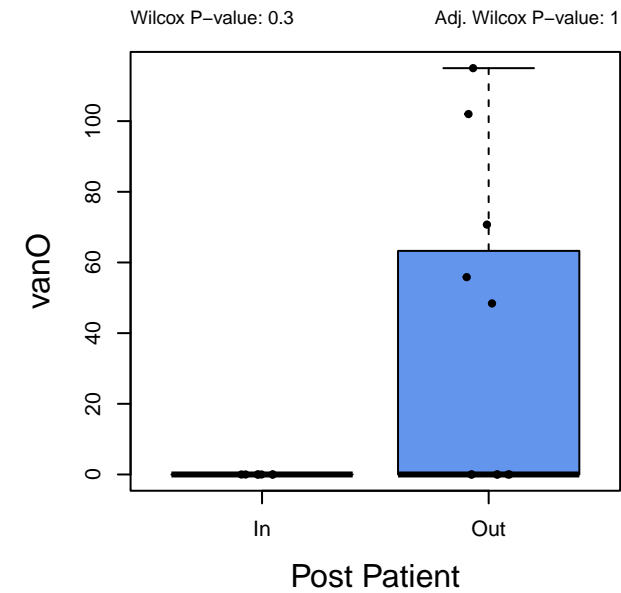 Wilcox P−value: 0.3
Adj. Wilcox P−value: 1
vanO
100
80
60
40
20
0
In
Out
Post Patient